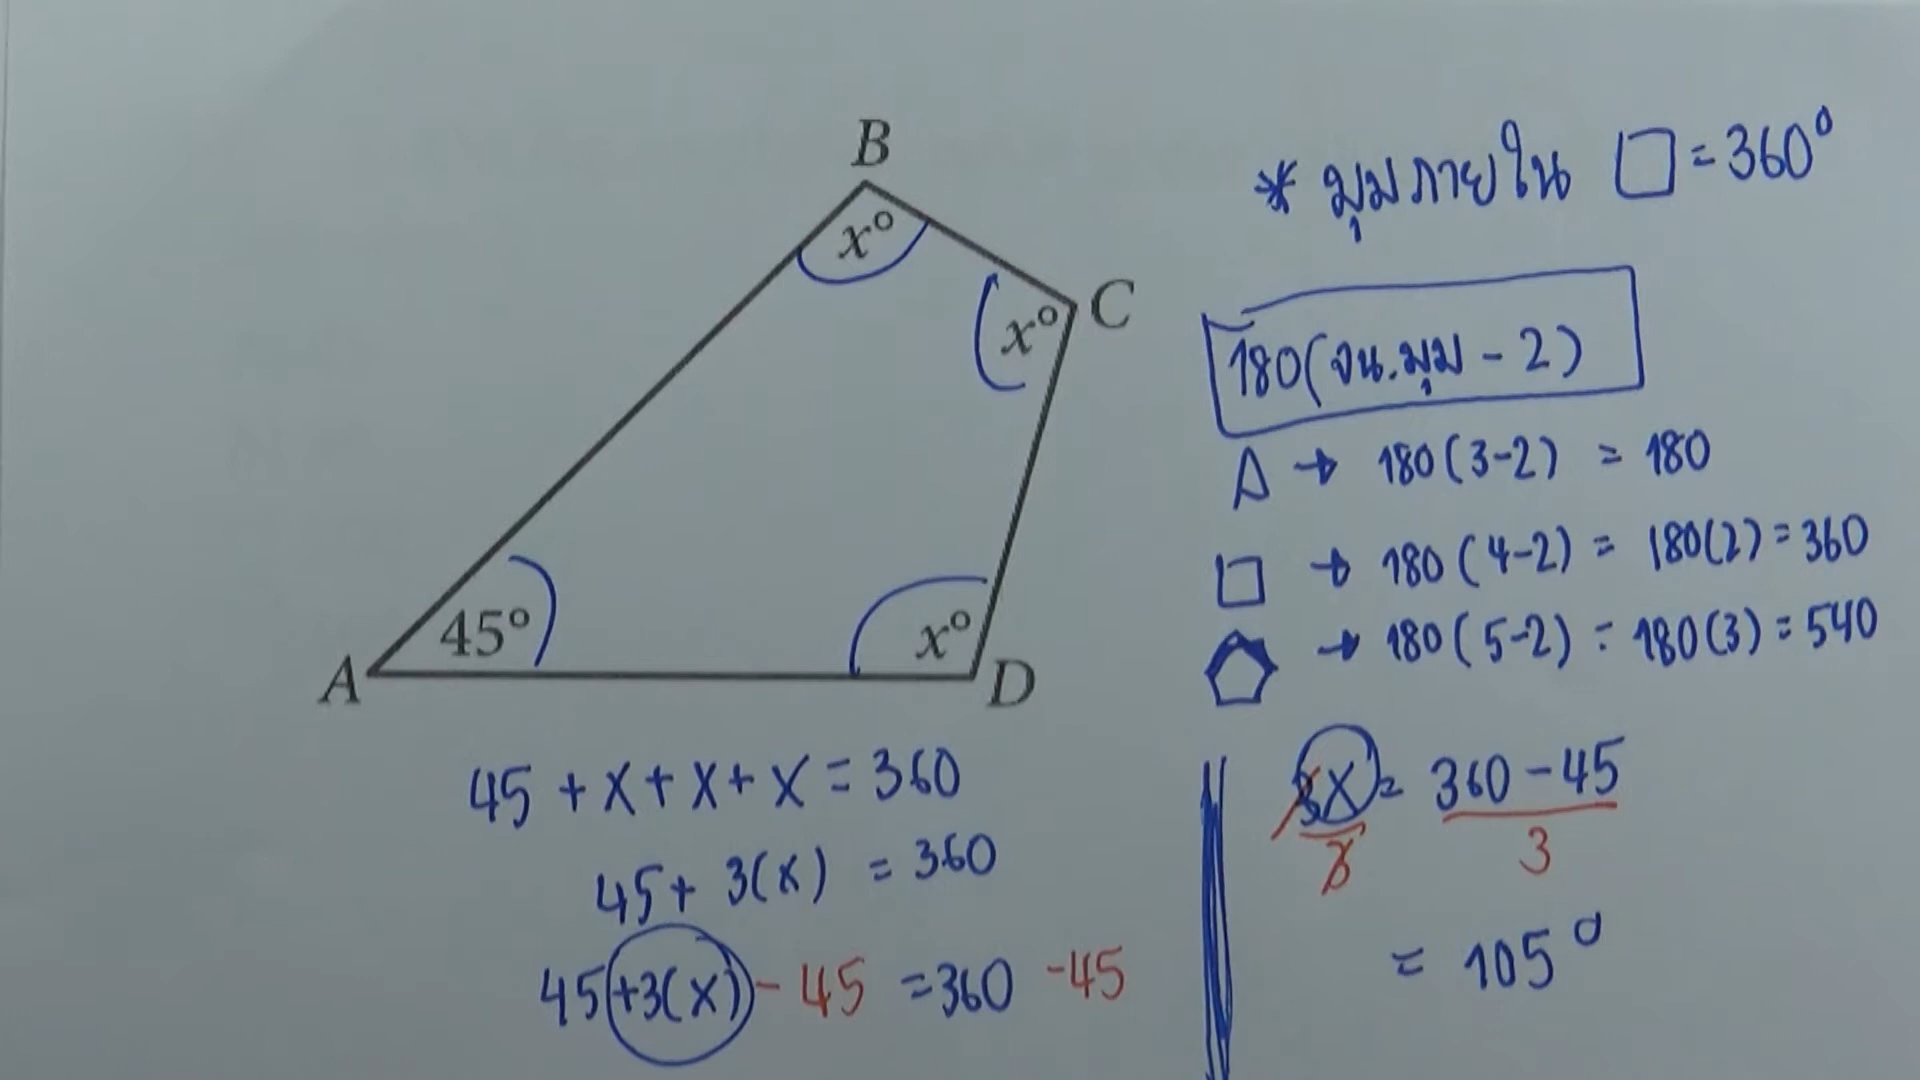 B
x°
C
x°
45°
x°
A
D
* มุมภายใน □ = 360°
180(จน.มุม - 2)
△ → 180(3-2) = 180
□ → 180(4-2) = 180(2) = 360
⬠ → 180(5-2) = 180(3) = 540
45 + x + x + x = 360
45 + 3(x) = 360
45 + 3(x) - 45 = 360 - 45
3x/3 = 360 - 45/3
= 105°